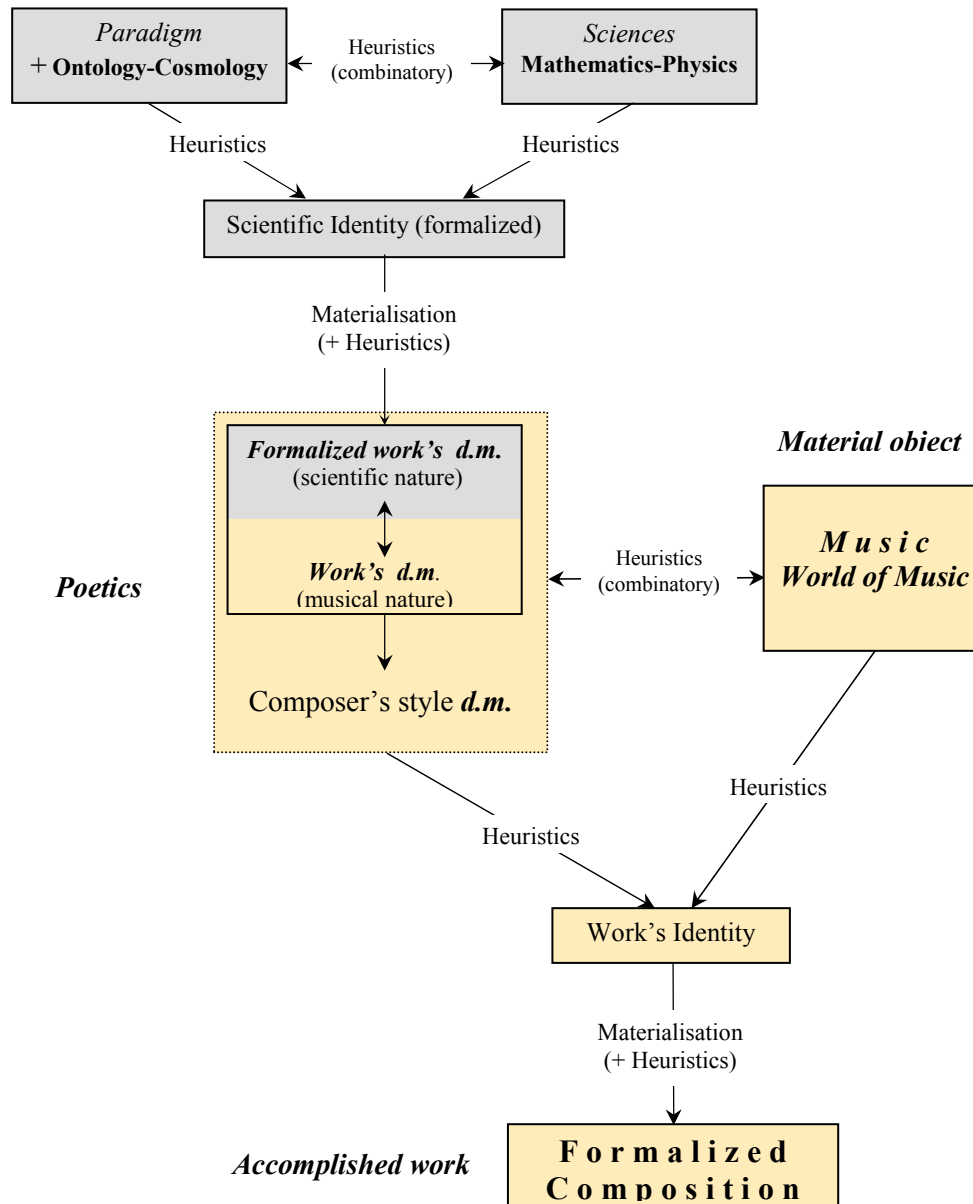 Paradigm
+ Ontology-Cosmology
Heuristics
(combinatory)
Sciences
Mathematics-Physics
Heuristics
Heuristics
Scientific Identity (formalized)
Materialisation
(+ Heuristics)
Formalized work's d.m.
(scientific nature)
Work's d.m.
(musical nature)
Composer's style d.m.
Poetics
Heuristics
(combinatory)
Material object
M u s i c
World of Music
Heuristics
Heuristics
Work's Identity
Materialisation
(+ Heuristics)
Accomplished work
F o r m a l i z e d
C o m p o s i t i o n